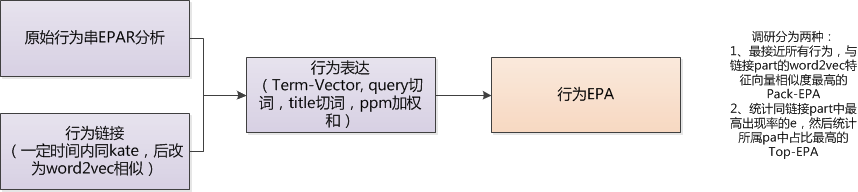 原始行为串EPAR分析
行为链接
（一定时间内同kate，后改
为word2vec相似）
行为表达
（Term-Vector, query切
词，title切词，ppm加权
和）
行为EPA
调研分为两种：
1、最接近所有行为，与
链接part的word2vec特
征向量相似度最高的
Pack-EPA
2、统计同链接part中最
高出现率的e，然后统计
所属pa中占比最高的
Top-EPA